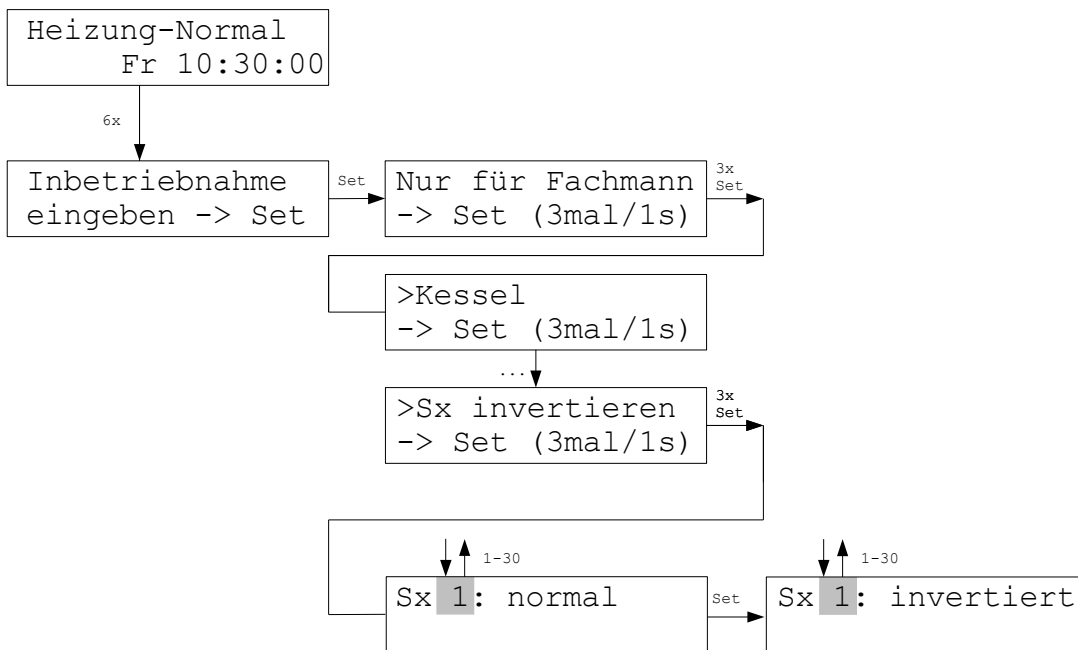 Heizung-Normal
Fr 10:30:00
6x
Inbetriebnahme
eingeben -> Set
Set
Nur für Fachmann
-> Set (3mal/1s)
3x
Set
>Kessel
-> Set (3mal/1s)
...
>Sx invertieren
-> Set (3mal/1s)
3x
Set
1-30
Sx 1: normal
Set
1-30
Sx 1: invertiert